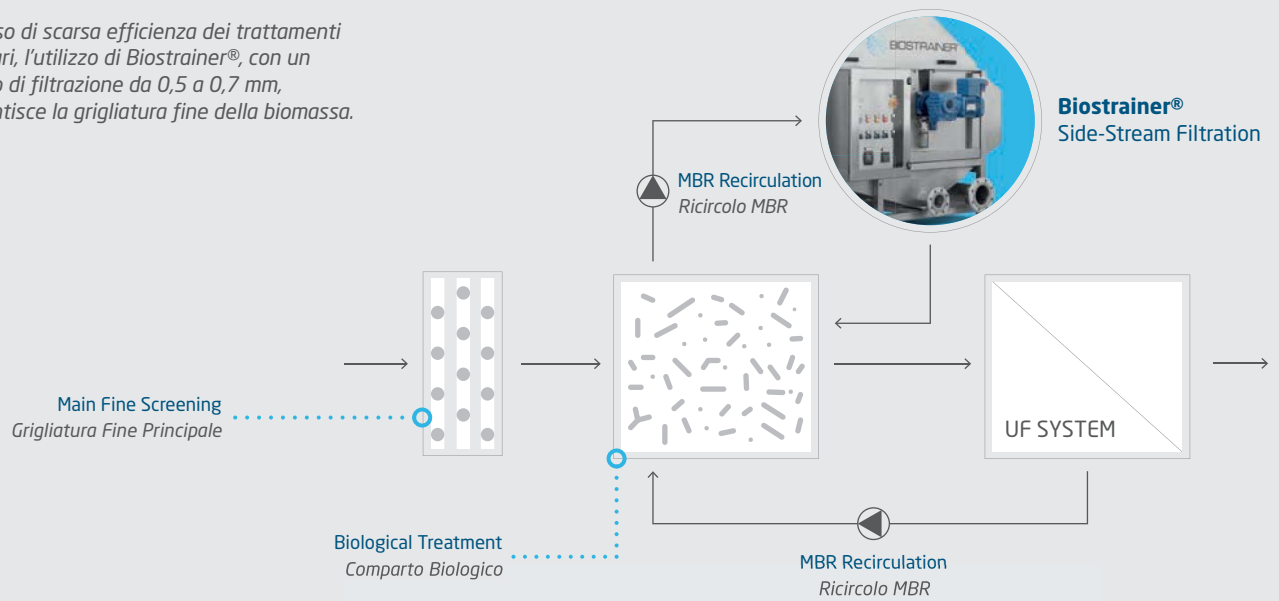 so di scarsa efficienza dei trattamenti
ri, l'utilizzo di Biostrainer®, con un
di filtrazione da 0,5 a 0,7 mm,
tisce la grigliatura fine della biomassa.
BIOSTRAINER
Biostrainer®
Side-Stream Filtration
MBR Recirculation
Ricircolo MBR
Main Fine Screening
Grigliatura Fine Principale
UF SYSTEM
Biological Treatment
Comparto Biologico
MBR Recirculation
Ricircolo MBR